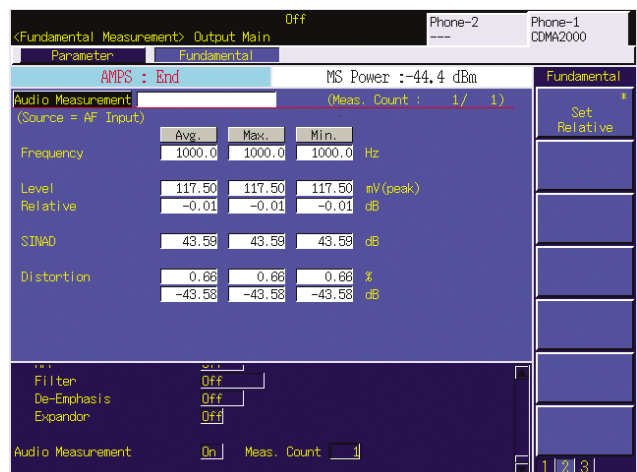 Off
<Fundamental Measurement> Output Main
Phone-2
---
Phone-1
CDMA2000
Parameter Fundamental
AMPS : End MS Power :-44.4 dBm Fundamental
Audio Measurement (Meas. Count : 1/ 1)
(Source = AF Input)
*
Set
Relative
Avg. Max. Min.
Frequency 1000.0 1000.0 1000.0 Hz
Level 117.50 117.50 117.50 mV(peak)
Relative -0.01 -0.01 -0.01 dB
SINAD 43.59 43.59 43.59 dB
Distortion 0.66 0.66 0.66 %
-43.58 -43.58 -43.58 dB
Filter Off
De-Emphasis Off
Expandor Off
Audio Measurement On Meas. Count 1
1 2 3